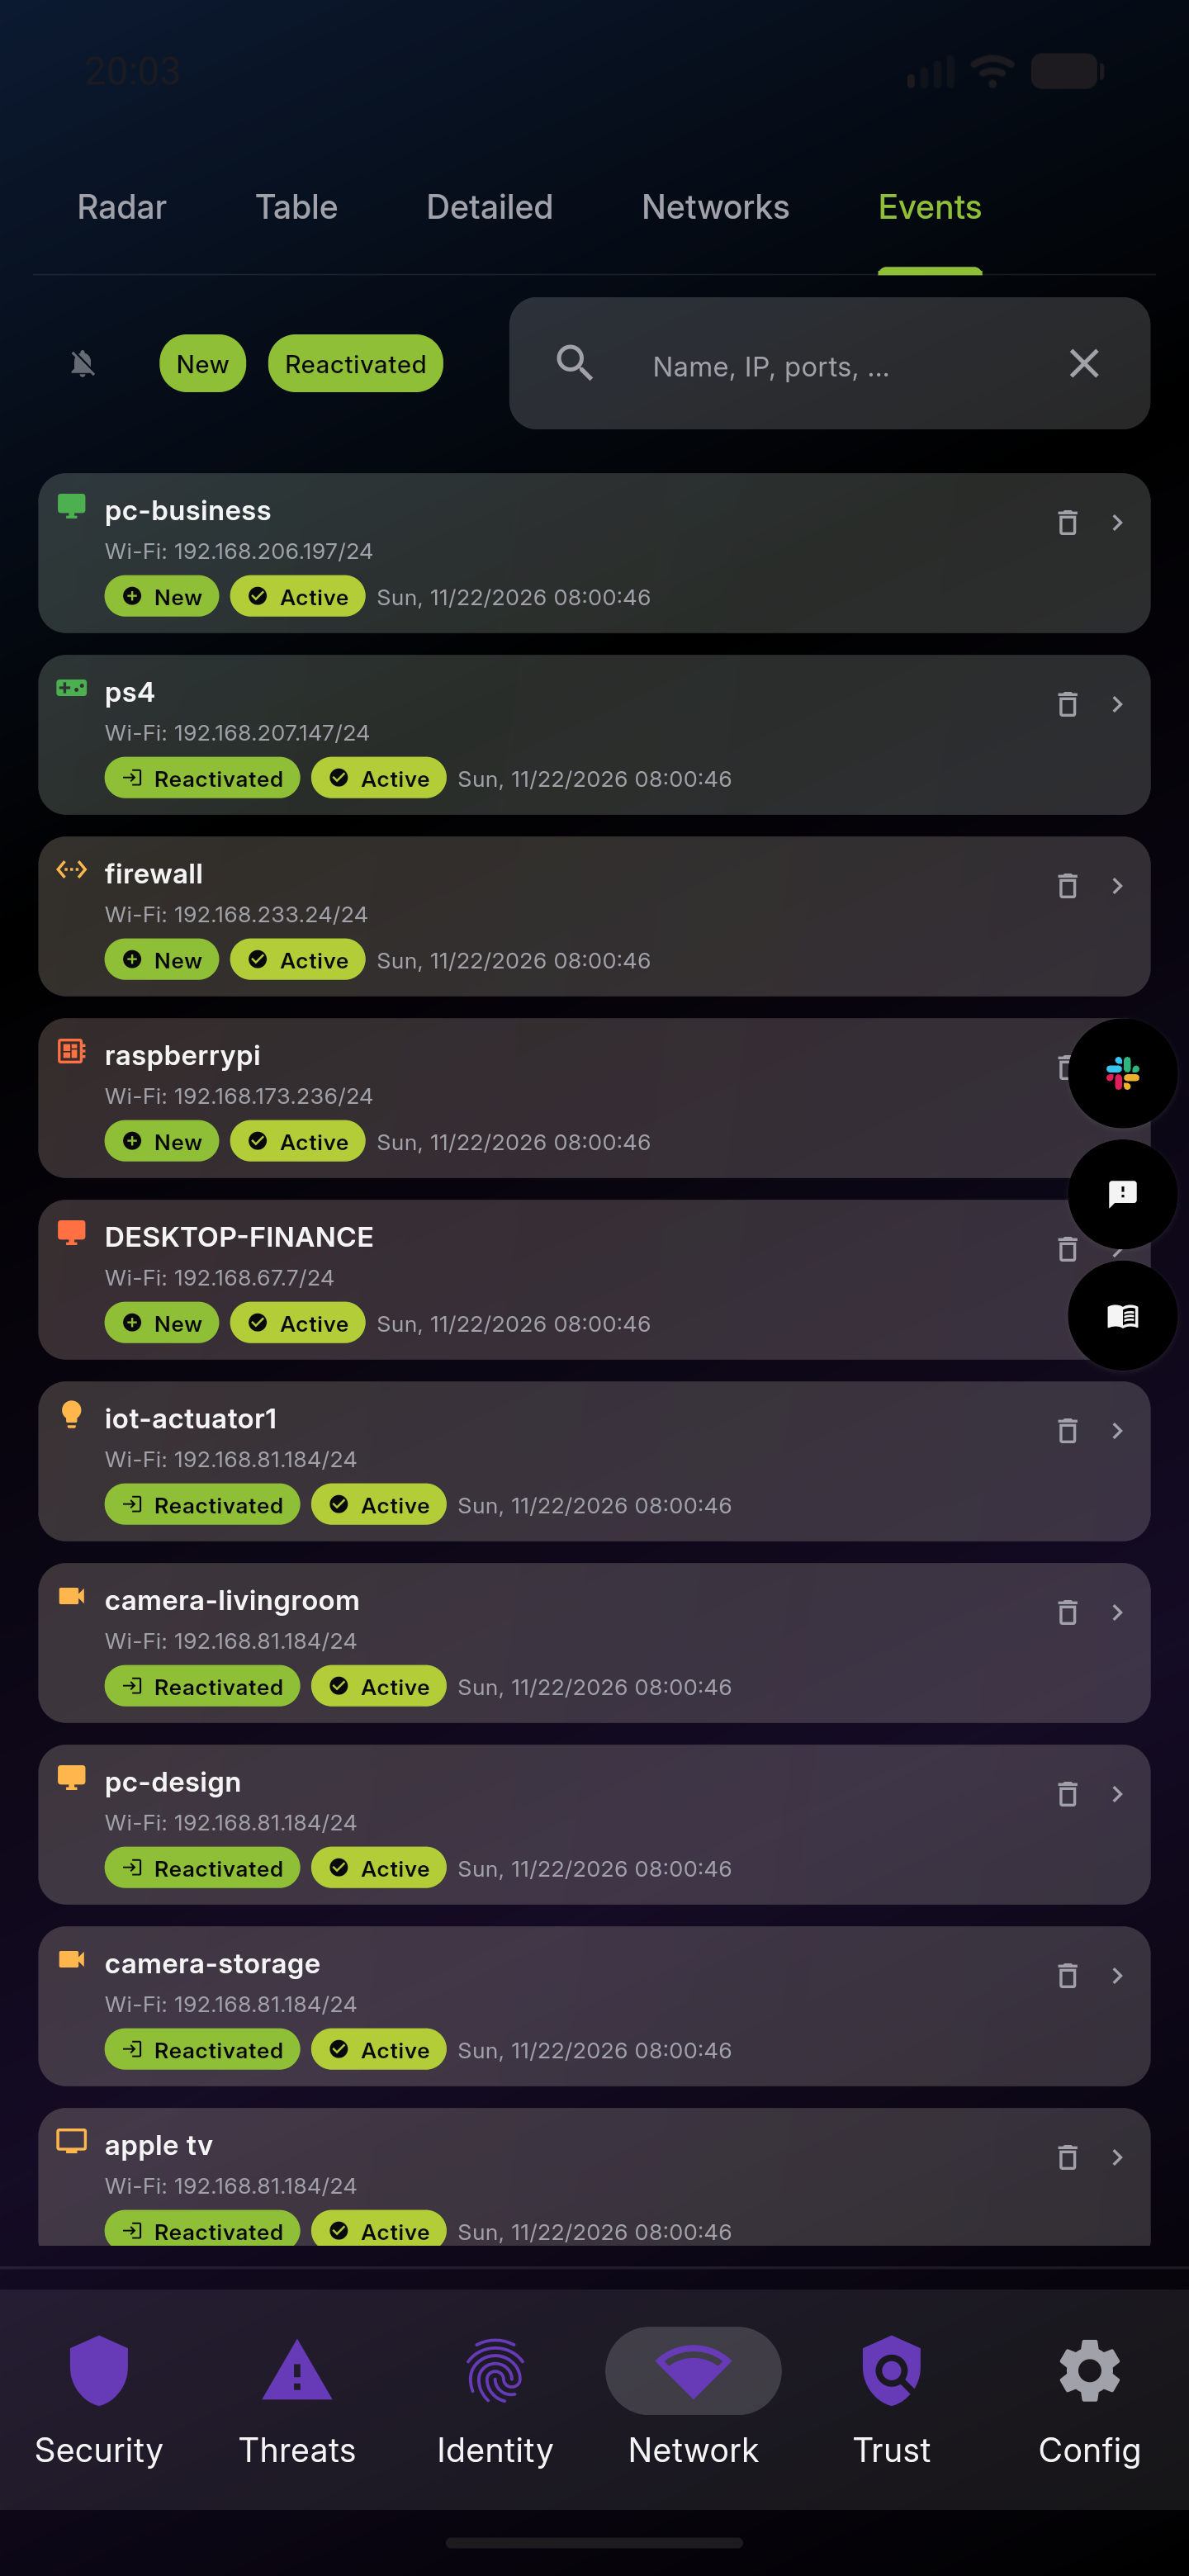 20:03
Radar Table Detailed Networks Events
New Reactivated Name, IP, ports, ...
pc-business
Wi-Fi: 192.168.206.197/24
New Active Sun, 11/22/2026 08:00:46
ps4
Wi-Fi: 192.168.207.147/24
Reactivated Active Sun, 11/22/2026 08:00:46
firewall
Wi-Fi: 192.168.233.24/24
New Active Sun, 11/22/2026 08:00:46
raspberrypi
Wi-Fi: 192.168.173.236/24
New Active Sun, 11/22/2026 08:00:46
DESKTOP-FINANCE
Wi-Fi: 192.168.67.7/24
New Active Sun, 11/22/2026 08:00:46
iot-actuator1
Wi-Fi: 192.168.81.184/24
Reactivated Active Sun, 11/22/2026 08:00:46
camera-livingroom
Wi-Fi: 192.168.81.184/24
Reactivated Active Sun, 11/22/2026 08:00:46
pc-design
Wi-Fi: 192.168.81.184/24
Reactivated Active Sun, 11/22/2026 08:00:46
camera-storage
Wi-Fi: 192.168.81.184/24
Reactivated Active Sun, 11/22/2026 08:00:46
apple tv
Wi-Fi: 192.168.81.184/24
Reactivated Active Sun, 11/22/2026 08:00:46
Security Threats Identity Network Trust Config